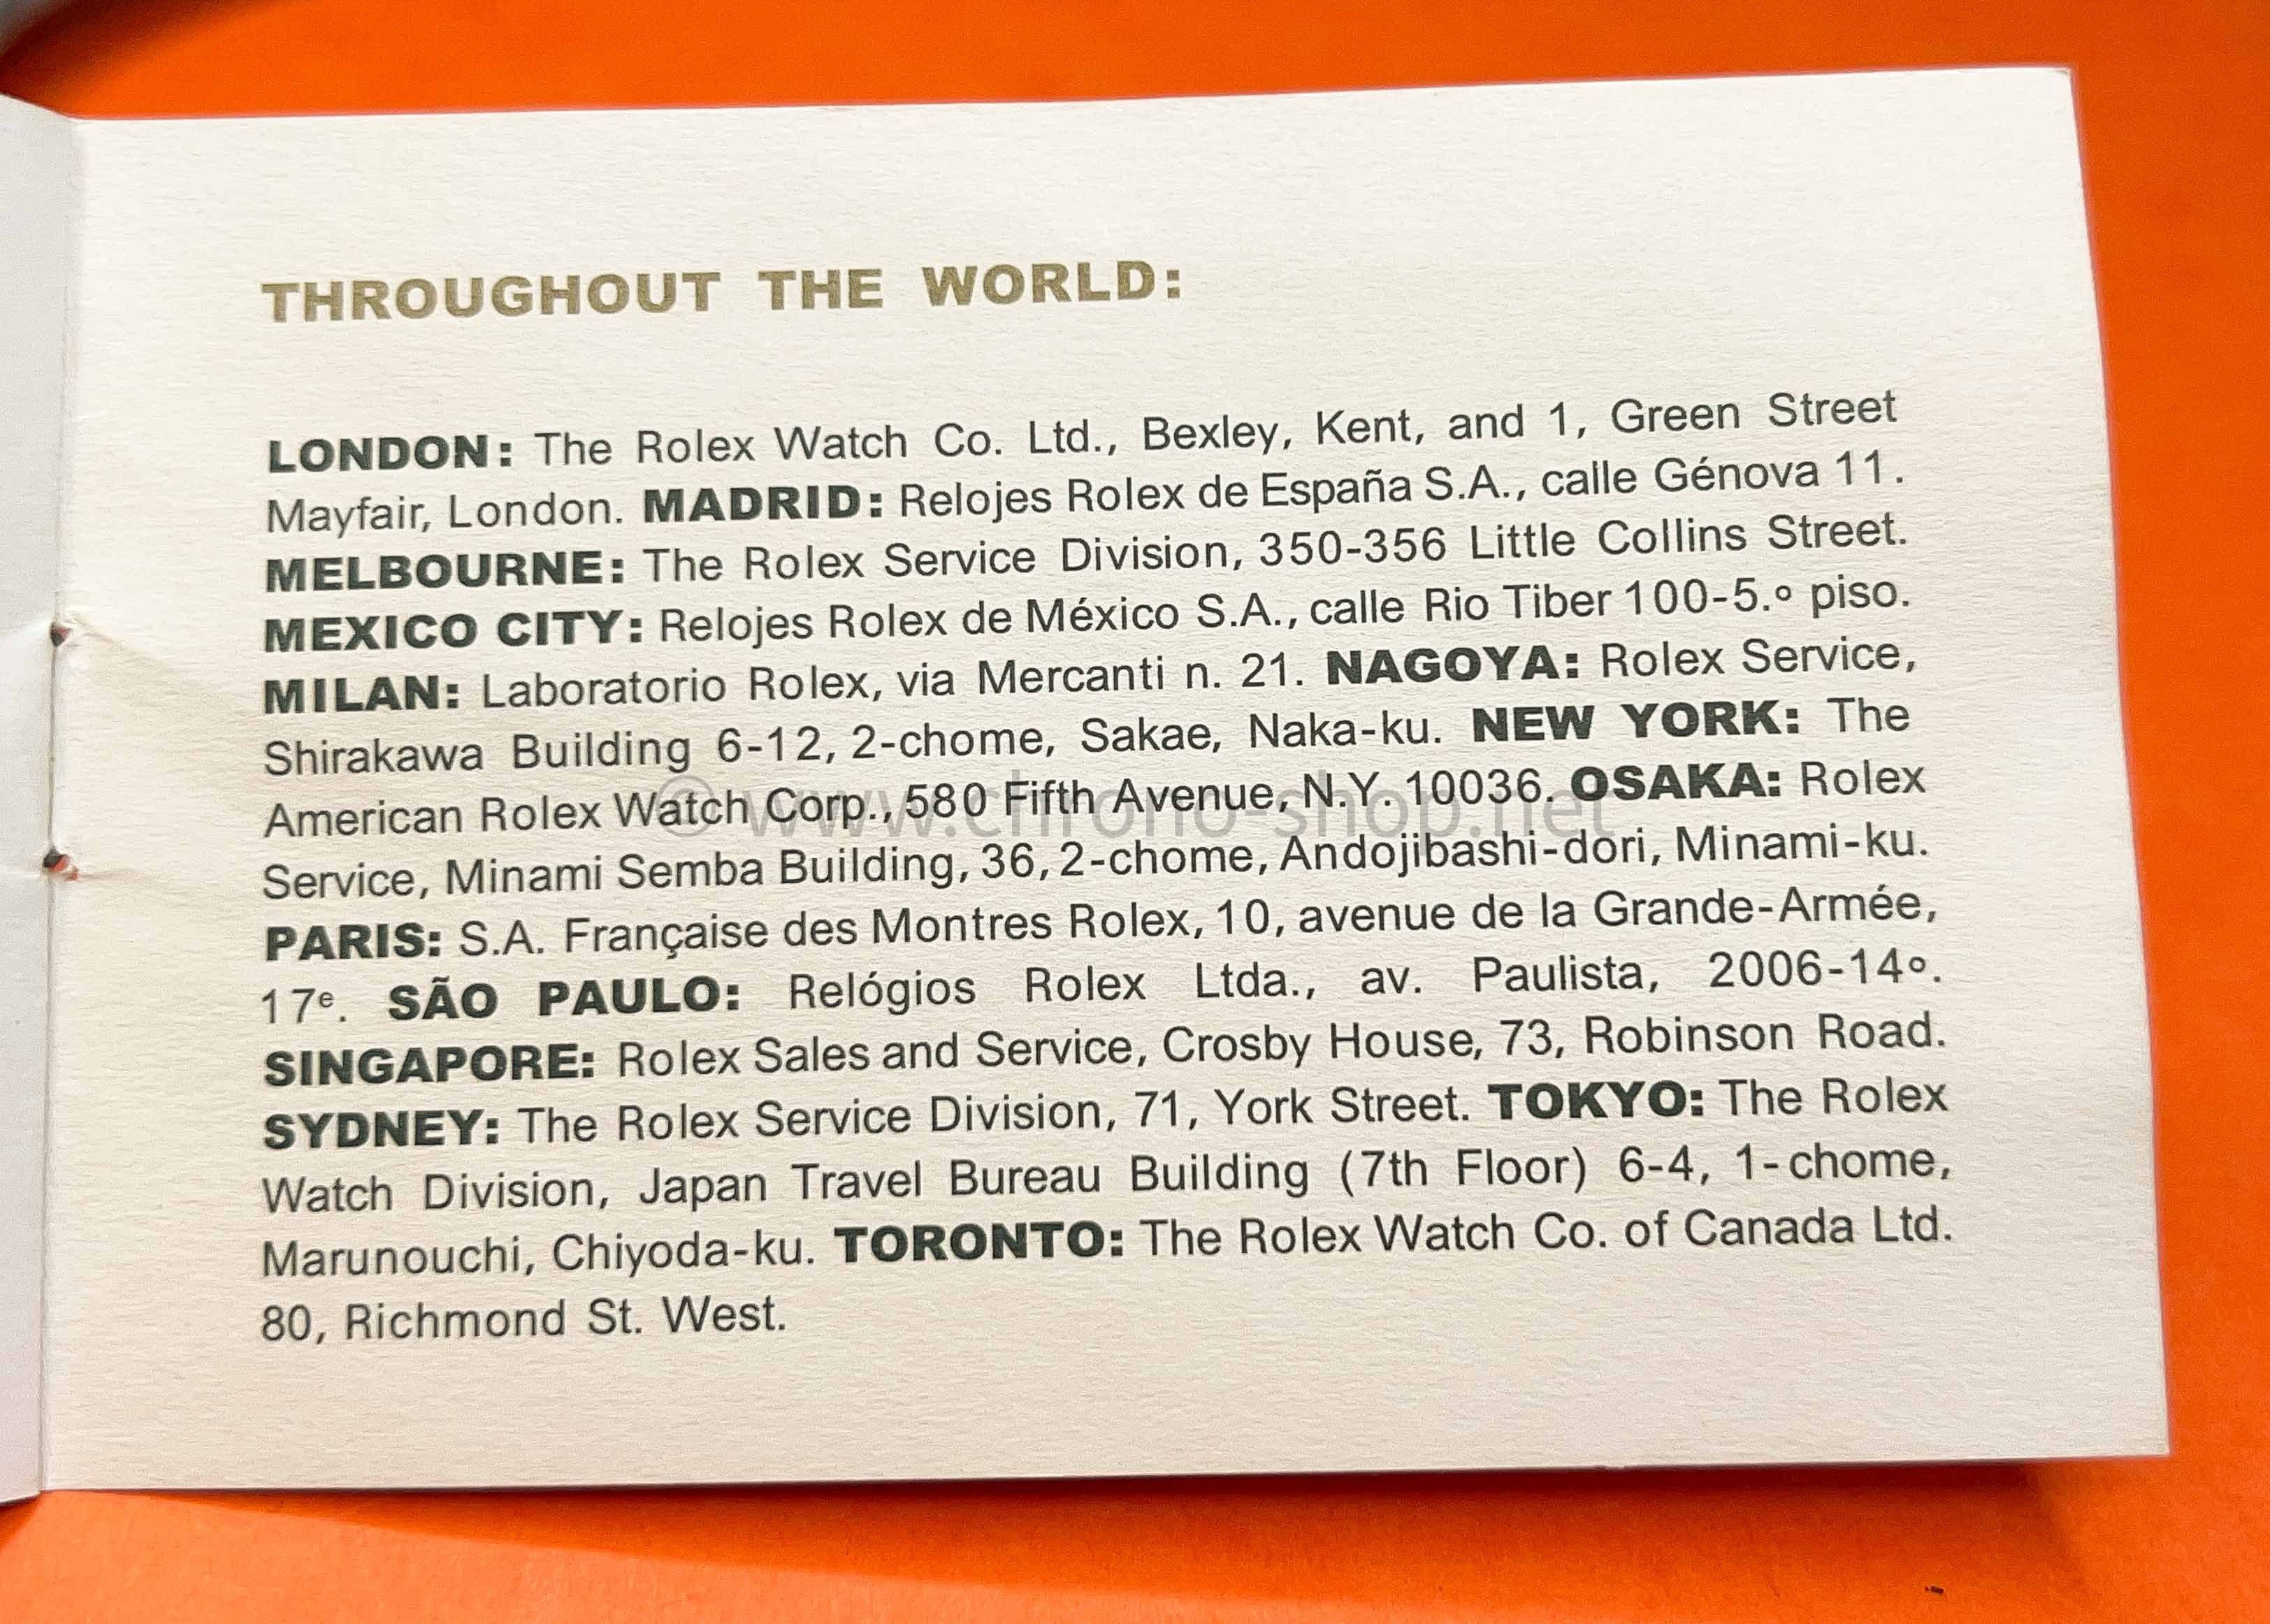 THROUGHOUT THE WORLD:
LONDON: The Rolex Watch Co. Ltd., Bexley, Kent, and 1, Green Street
Mayfair, London. MADRID: Relojes Rolex de España S.A., calle Génova 11.
MELBOURNE: The Rolex Service Division, 350-356 Little Collins Street.
MEXICO CITY: Relojes Rolex de México S.A., calle Rio Tiber 100-5.º piso.
MILAN: Laboratorio Rolex, via Mercanti n. 21. NAGOYA: Rolex Service,
Shirakawa Building 6-12, 2-chome, Sakae, Naka-ku. NEW YORK: The
American Rolex Watch Corp., 580 Fifth Avenue, N.Y. 10036. OSAKA: Rolex
© www.chrono-shop.net
Service, Minami Semba Building, 36, 2-chome, Andojibashi-dori, Minami-ku.
PARIS: S.A. Française des Montres Rolex, 10, avenue de la Grande-Armée,
17e. SÃO PAULO: Relógios Rolex Ltda., av. Paulista, 2006-14º.
SINGAPORE: Rolex Sales and Service, Crosby House, 73, Robinson Road.
SYDNEY: The Rolex Service Division, 71, York Street. TOKYO: The Rolex
Watch Division, Japan Travel Bureau Building (7th Floor) 6-4, 1-chome,
Marunouchi, Chiyoda-ku. TORONTO: The Rolex Watch Co. of Canada Ltd.
80, Richmond St. West.